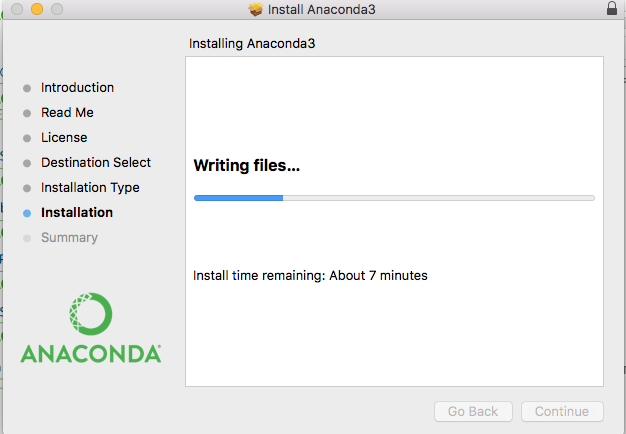 Install Anaconda3
Installing Anaconda3
Introduction
Read Me
License
Destination Select
Installation Type
Installation
Summary
Writing files...
Install time remaining: About 7 minutes
ANACONDA
Go Back
Continue